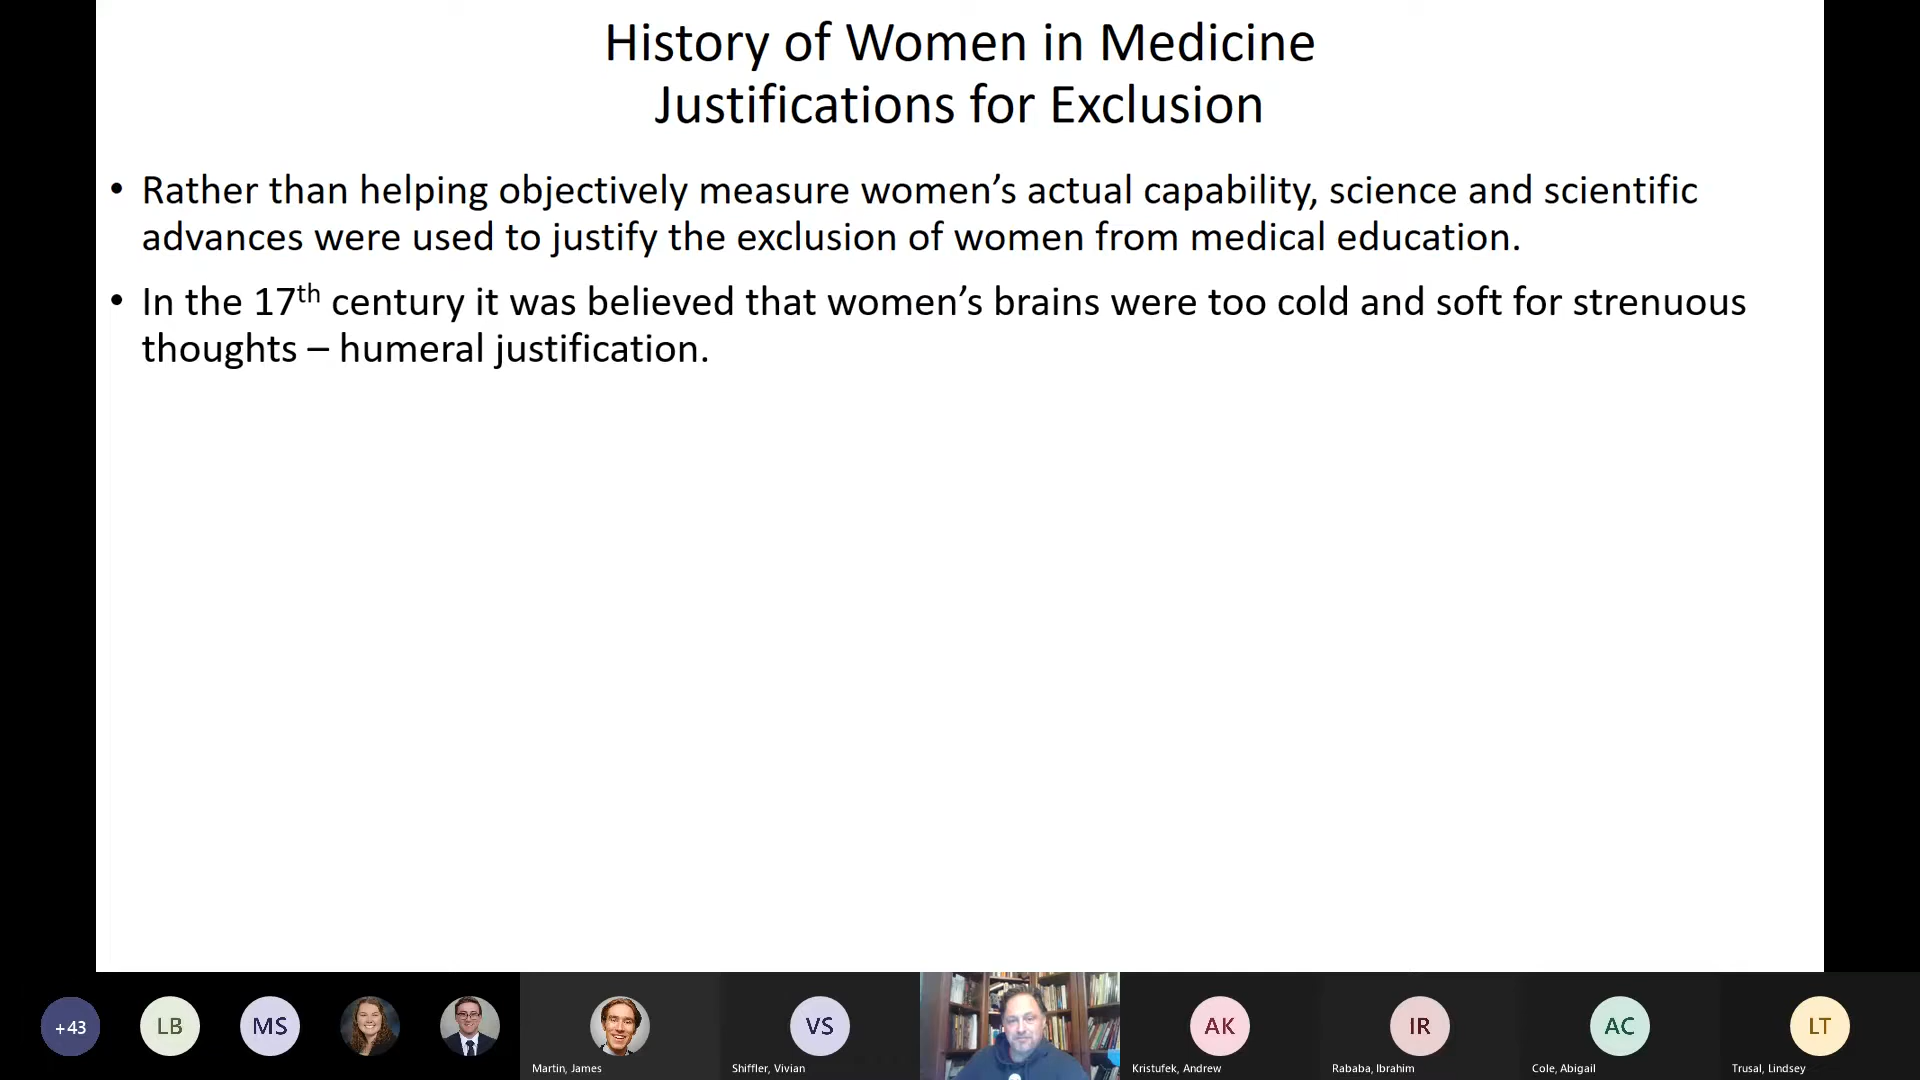 History of Women in Medicine
Justifications for Exclusion
• Rather than helping objectively measure women’s actual capability, science and scientific
advances were used to justify the exclusion of women from medical education.
• In the 17th century it was believed that women’s brains were too cold and soft for strenuous
thoughts – humeral justification.
+43
LB
MS
Martin, James
VS
Shiffler, Vivian
AK
Kristufek, Andrew
IR
Rababa, Ibrahim
AC
Cole, Abigail
LT
Trusal, Lindsey